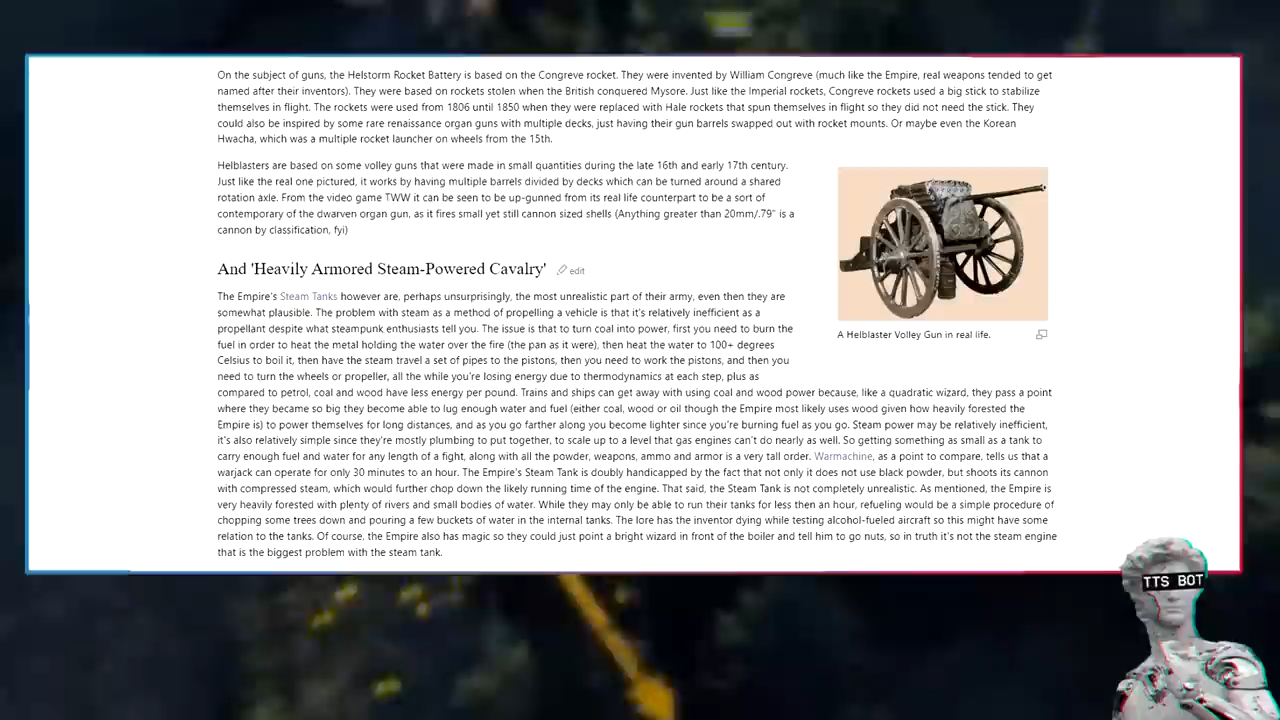 On the subject of guns, the Helstorm Rocket Battery is based on the Congreve rocket. They were invented by William Congreve (much like the Empire, real weapons tended to get
named after their inventors). They were based on rockets stolen when the British conquered Mysore. Just like the Imperial rockets, Congreve rockets used a big stick to stabilize
themselves in flight. The rockets were used from 1806 until 1850 when they were replaced with Hale rockets that spun themselves in flight so they did not need the stick. They
could also be inspired by some rare renaissance organ guns with multiple decks, just having their gun barrels swapped out with rocket mounts. Or maybe even the Korean
Hwacha, which was a multiple rocket launcher on wheels from the 15th.
Helblasters are based on some volley guns that were made in small quantities during the late 16th and early 17th century.
Just like the real one pictured, it works by having multiple barrels divided by decks which can be turned around a shared
rotation axle. From the video game TWW it can be seen to be up-gunned from its real life counterpart to be a sort of
contemporary of the dwarven organ gun, as it fires small yet still cannon sized shells (Anything greater than 20mm/.79" is a
cannon by classification, fyi)
A Helblaster Volley Gun in real life.
And 'Heavily Armored Steam-Powered Cavalry' edit
The Empire's Steam Tanks however are, perhaps unsurprisingly, the most unrealistic part of their army, even then they are
somewhat plausible. The problem with steam as a method of propelling a vehicle is that it's relatively inefficient as a
propellant despite what steampunk enthusiasts tell you. The issue is that to turn coal into power, first you need to burn the
fuel in order to heat the metal holding the water over the fire (the pan as it were), then heat the water to 100+ degrees
Celsius to boil it, then have the steam travel a set of pipes to the pistons, then you need to work the pistons, and then you
need to turn the wheels or propeller, all the while you're losing energy due to thermodynamics at each step, plus as
compared to petrol, coal and wood have less energy per pound. Trains and ships can get away with using coal and wood power because, like a quadratic wizard, they pass a point
where they became so big they become able to lug enough water and fuel (either coal, wood or oil though the Empire most likely uses wood given how heavily forested the
Empire is) to power themselves for long distances, and as you go farther along you become lighter since you're burning fuel as you go. Steam power may be relatively inefficient,
it's also relatively simple since they're mostly plumbing to put together, to scale up to a level that gas engines can't do nearly as well. So getting something as small as a tank to
carry enough fuel and water for any length of a fight, along with all the powder, weapons, ammo and armor is a very tall order. Warmachine, as a point to compare, tells us that a
warjack can operate for only 30 minutes to an hour. The Empire's Steam Tank is doubly handicapped by the fact that not only it does not use black powder, but shoots its cannon
with compressed steam, which would further chop down the likely running time of the engine. That said, the Steam Tank is not completely unrealistic. As mentioned, the Empire is
very heavily forested with plenty of rivers and small bodies of water. While they may only be able to run their tanks for less then an hour, refueling would be a simple procedure of
chopping some trees down and pouring a few buckets of water in the internal tanks. The lore has the inventor dying while testing alcohol-fueled aircraft so this might have some
relation to the tanks. Of course, the Empire also has magic so they could just point a bright wizard in front of the boiler and tell him to go nuts, so in truth it's not the steam engine
that is the biggest problem with the steam tank.
TTS BOT